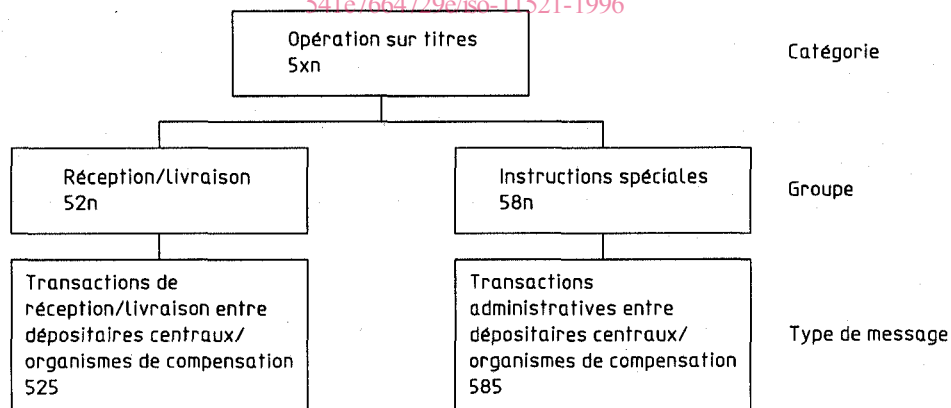 541e7664729e/iso-11521-1996
Opération sur titres
5xn
Catégorie
Réception/livraison
52n
Instructions spéciales
58n
Groupe
Transactions de
réception/livraison entre
dépositaires centraux/
organismes de compensation
525
Transactions
administratives entre
dépositaires centraux/
organismes de compensation
585
Type de message